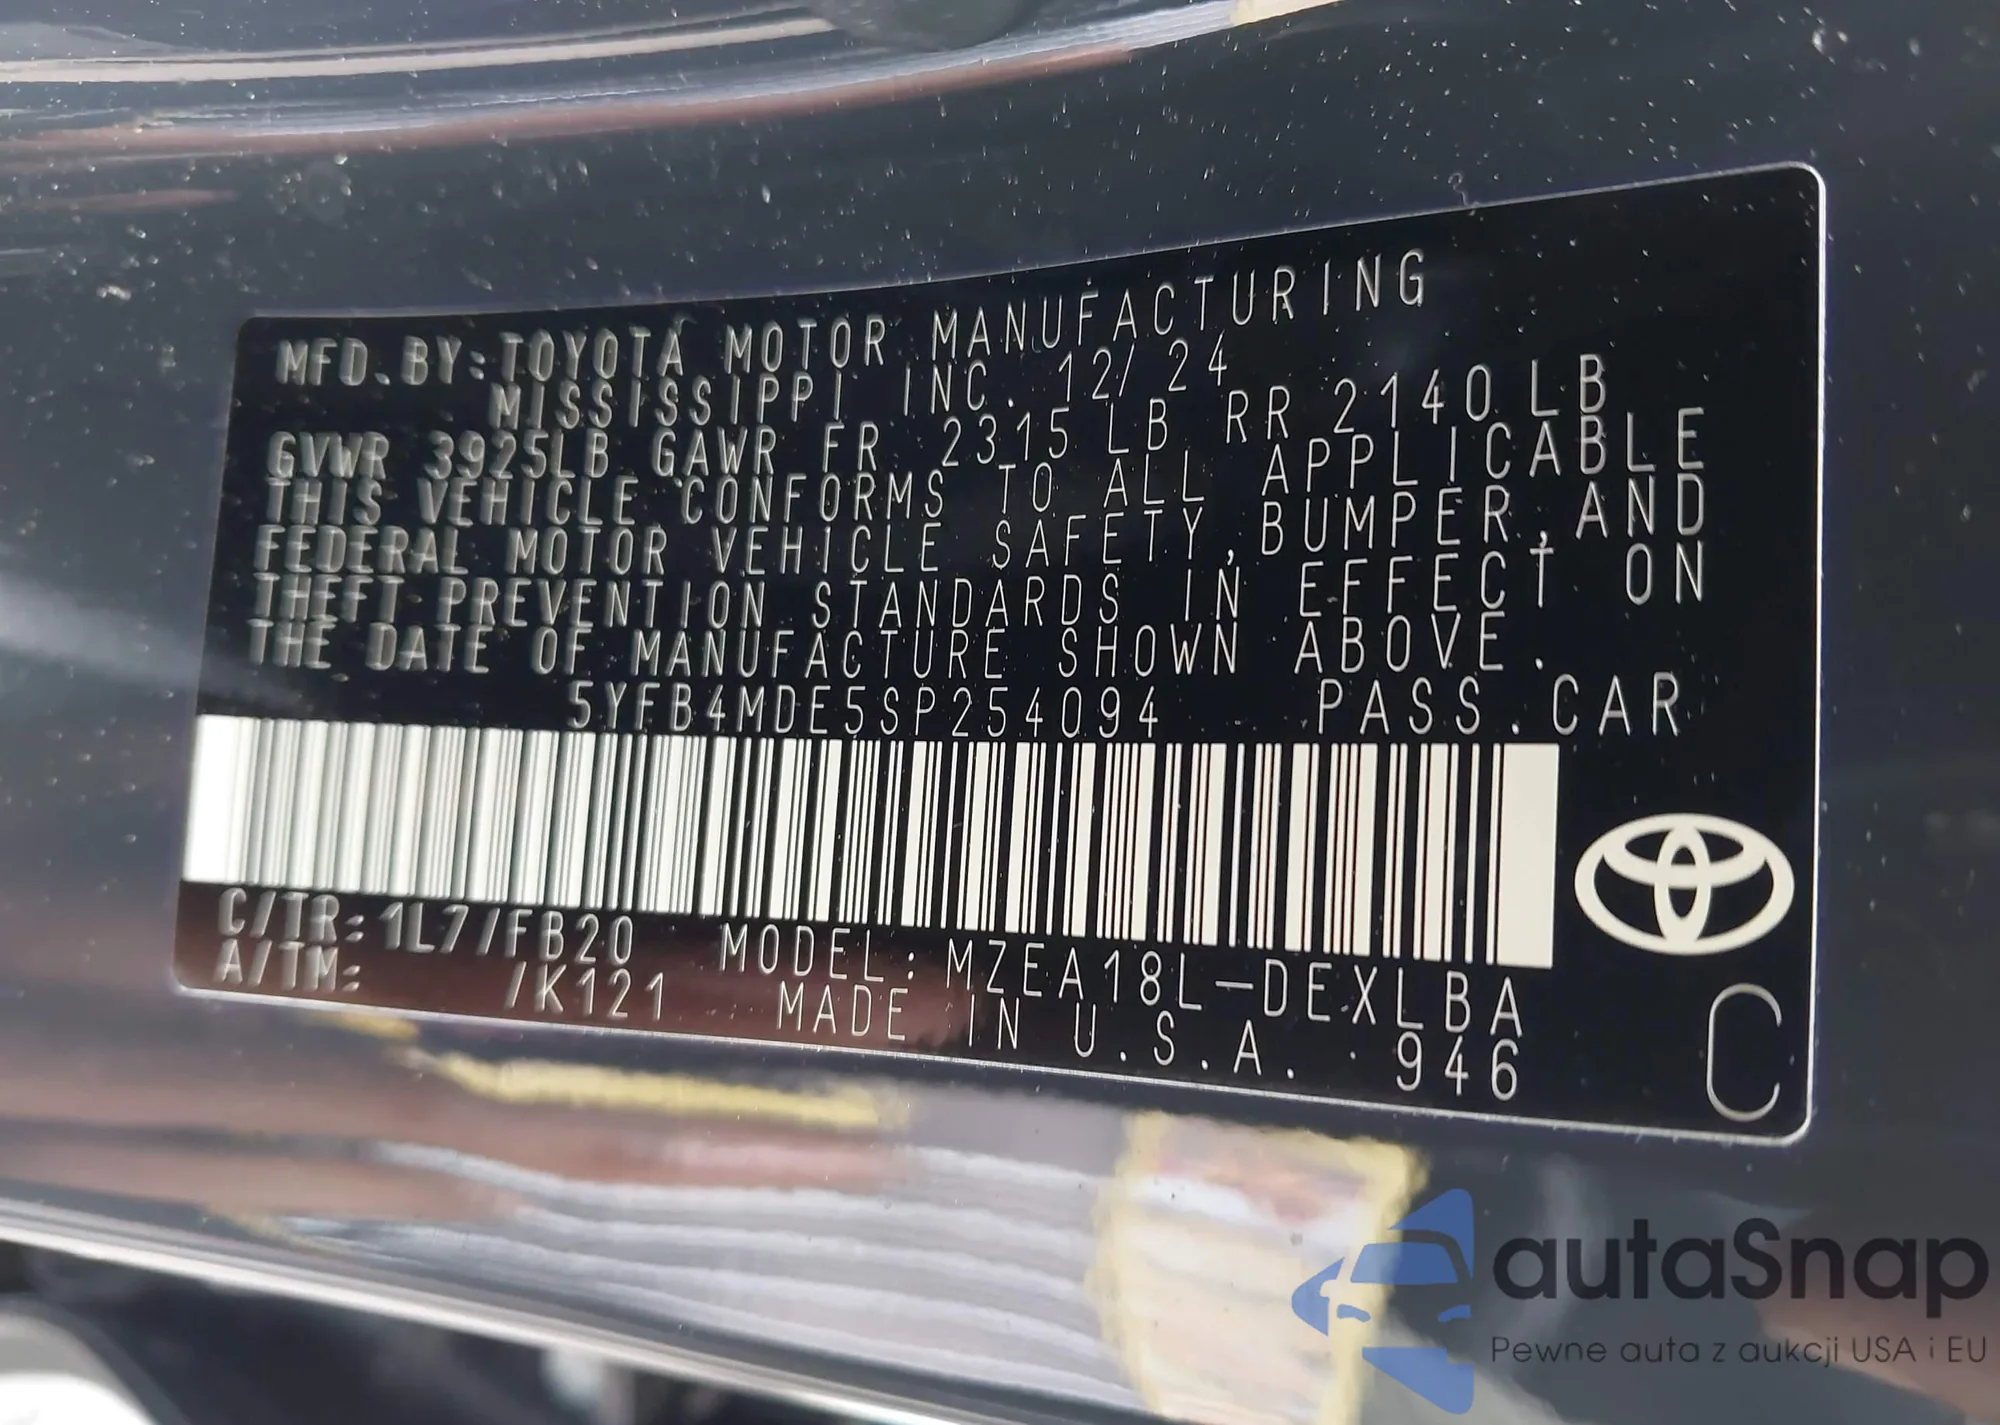 MFD. BY: TOYOTA MOTOR MANUFACTURING
MISSISSIPPI INC. 12/24
GVWR 3925LB GAWR FR 2315 LB RR 2140 LB
THIS VEHICLE CONFORMS TO ALL APPLICABLE
FEDERAL MOTOR VEHICLE SAFETY, BUMPER, AND
THEFT PREVENTION STANDARDS IN EFFECT ON
THE DATE OF MANUFACTURE SHOWN ABOVE.
5YFB4MDE5SP254094 PASS. CAR
C/TR: 1L7/FB20 MODEL: MZEA18L-DEXLBA
A/TM: /K121 MADE IN U.S.A. 946
C
autaSnap
Pewne auta z aukcji USA i EU